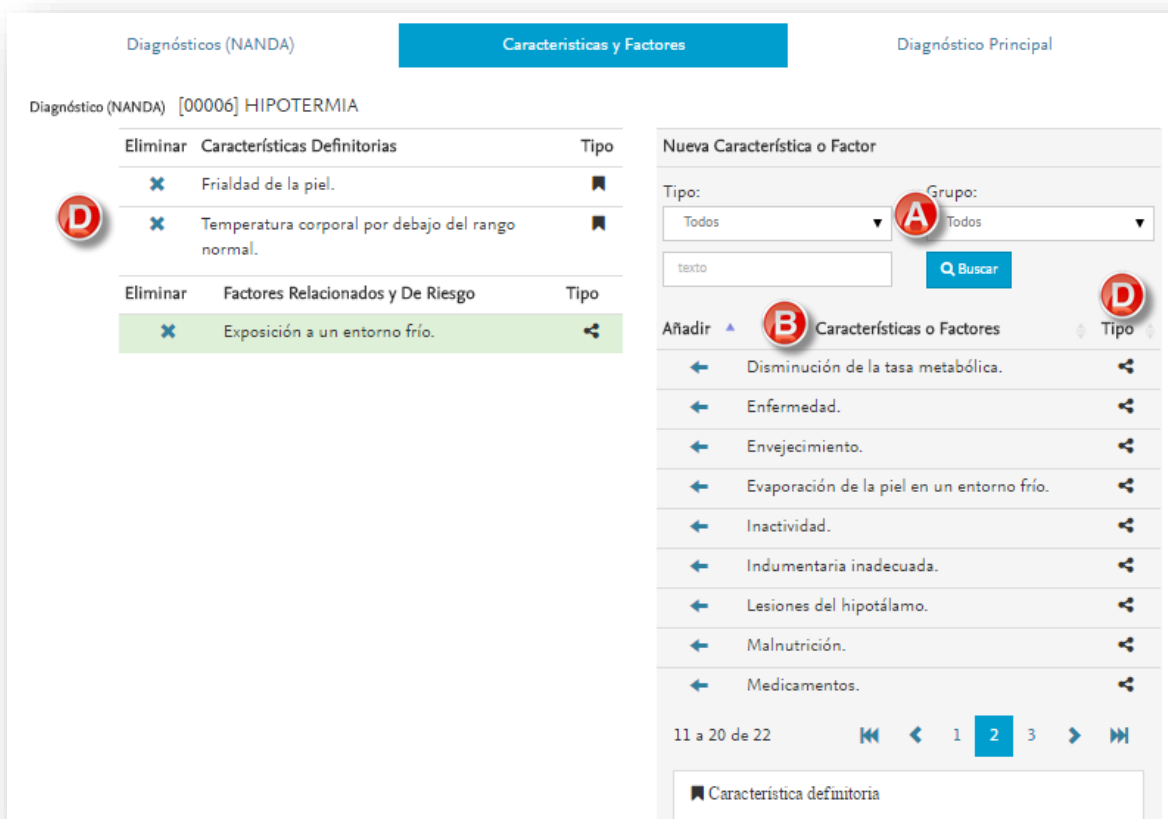 Diagnósticos (NANDA) Caracteristicas y Factores Diagnóstico Principal
Diagnóstico (NANDA) [00006] HIPOTERMIA
Eliminar Características Definitorias Tipo
Frialdad de la piel.
D
Temperatura corporal por debajo del rango
normal.
Eliminar Factores Relacionados y De Riesgo Tipo
Exposición a un entorno frío.
Nueva Característica o Factor
Tipo: Grupo:
Todos A Todos
texto Buscar
D
Añadir B Características o Factores Tipo
Disminución de la tasa metabólica.
Enfermedad.
Envejecimiento.
Evaporación de la piel en un entorno frío.
Inactividad.
Indumentaria inadecuada.
Lesiones del hipotálamo.
Malnutrición.
Medicamentos.
11 a 20 de 22 1 2 3
Característica definitoria